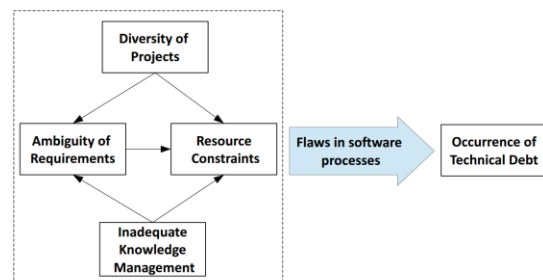 Diversity of
Projects
Ambiguity of
Requirements
Resource
Constraints
Flaws in software
processes
Occurrence of
Technical Debt
Inadequate
Knowledge
Management